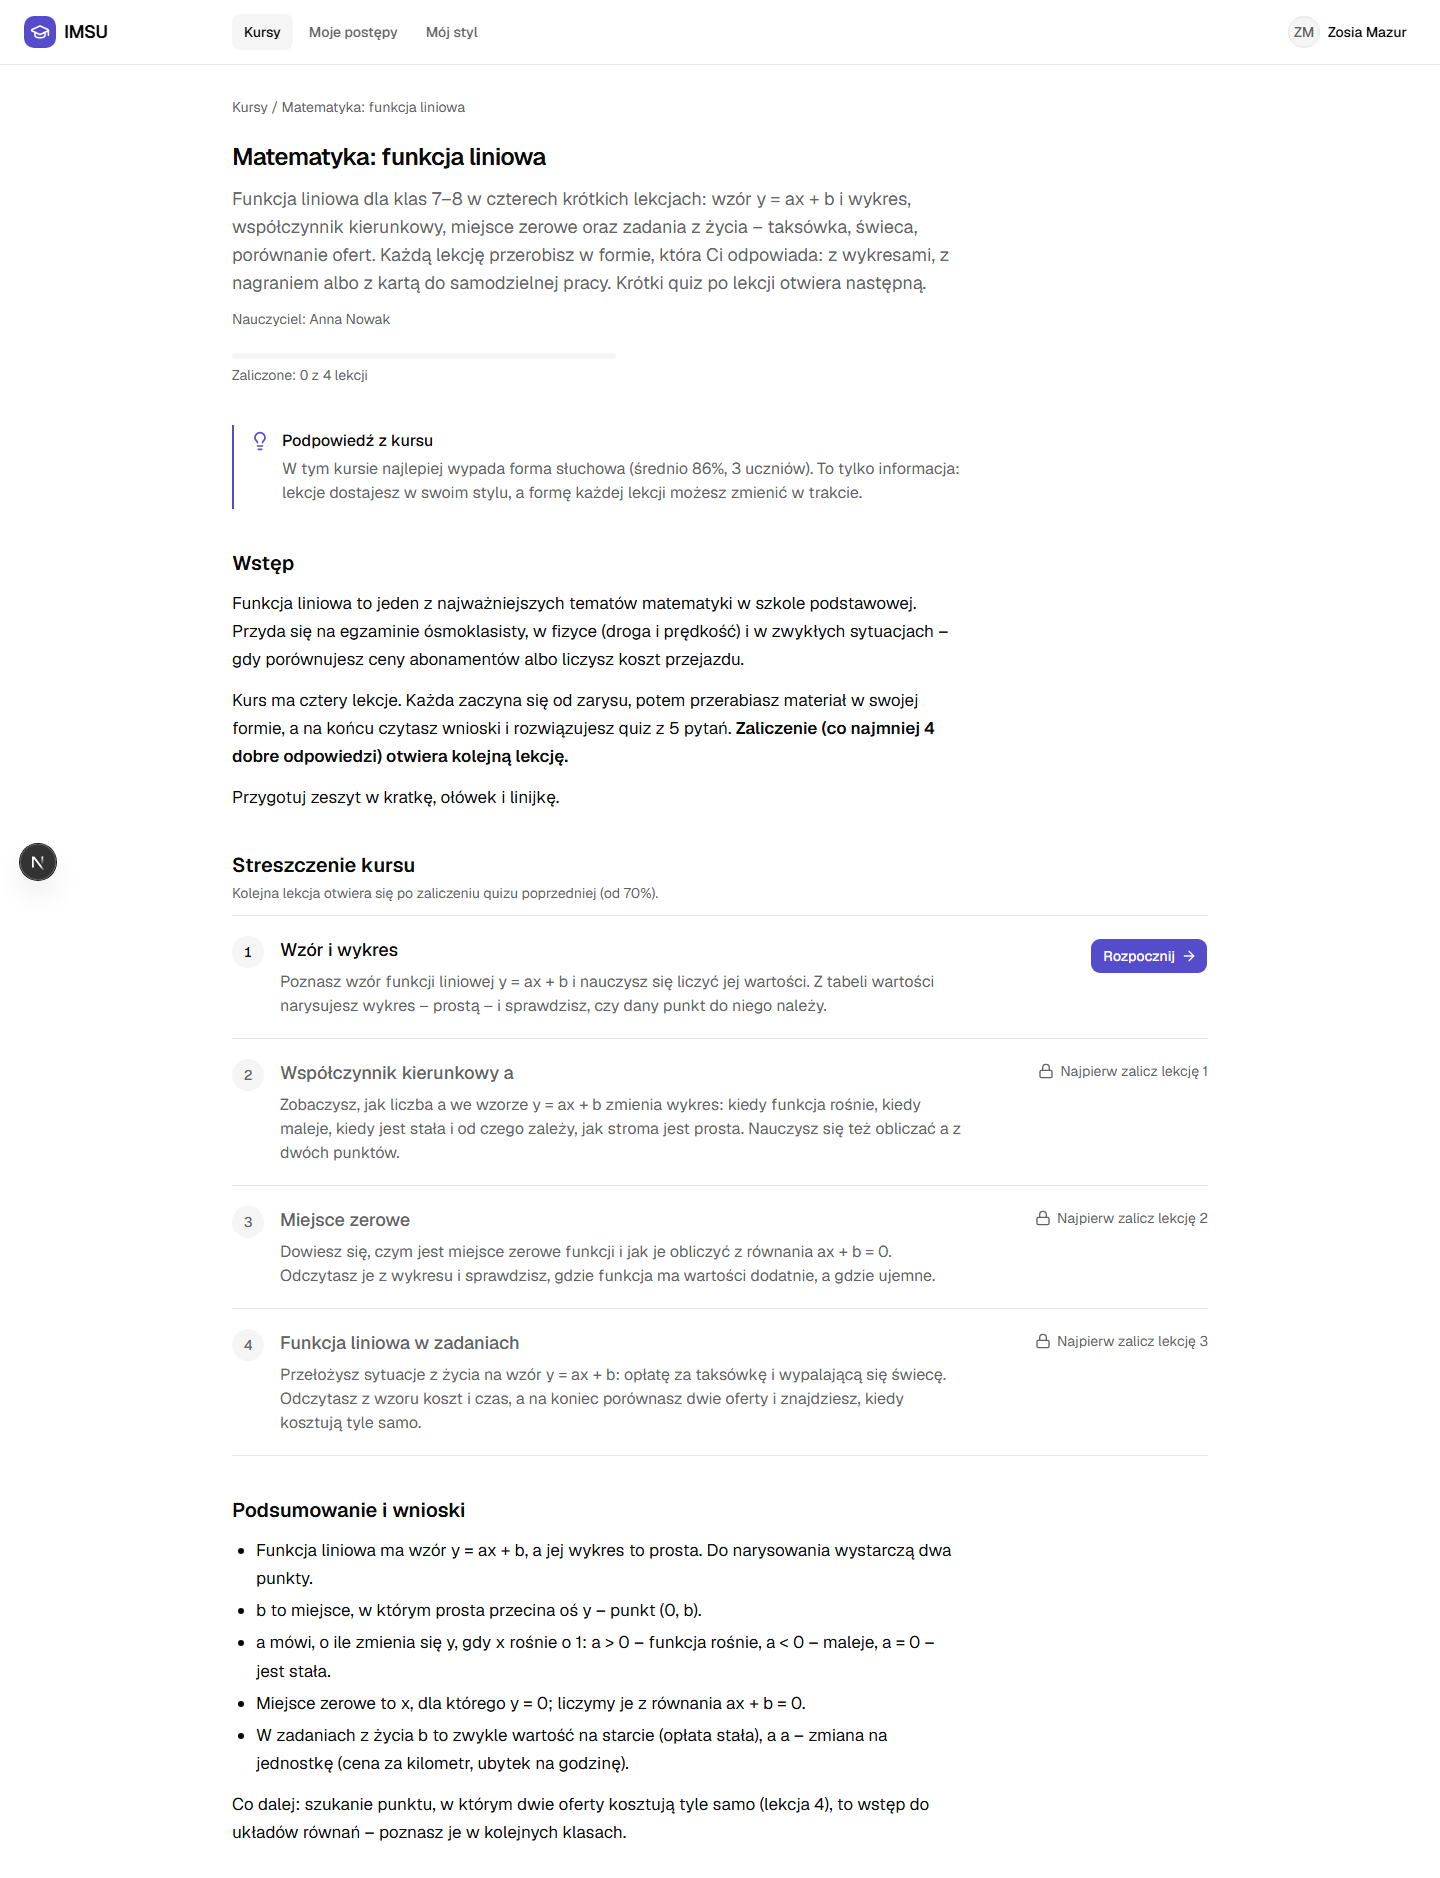 IMSU
Kursy
Moje postępy
Mój styl
ZM
Zosia Mazur
Kursy / Matematyka: funkcja liniowa
Matematyka: funkcja liniowa
Funkcja liniowa dla klas 7–8 w czterech krótkich lekcjach: wzór y = ax + b i wykres,
współczynnik kierunkowy, miejsce zerowe oraz zadania z życia – taksówka, świeca,
porównanie ofert. Każdą lekcję przerobisz w formie, która Ci odpowiada: z wykresami, z
nagraniem albo z kartą do samodzielnej pracy. Krótki quiz po lekcji otwiera następną.
Nauczyciel: Anna Nowak
Zaliczone: 0 z 4 lekcji
Podpowiedź z kursu
W tym kursie najlepiej wypada forma słuchowa (średnio 86%, 3 uczniów). To tylko informacja:
lekcje dostajesz w swoim stylu, a formę każdej lekcji możesz zmienić w trakcie.
Wstęp
Funkcja liniowa to jeden z najważniejszych tematów matematyki w szkole podstawowej.
Przyda się na egzaminie ósmoklasisty, w fizyce (droga i prędkość) i w zwykłych sytuacjach –
gdy porównujesz ceny abonamentów albo liczysz koszt przejazdu.
Kurs ma cztery lekcje. Każda zaczyna się od zarysu, potem przerabiasz materiał w swojej
formie, a na końcu czytasz wnioski i rozwiązujesz quiz z 5 pytań. Zaliczenie (co najmniej 4
dobre odpowiedzi) otwiera kolejną lekcję.
Przygotuj zeszyt w kratkę, ołówek i linijkę.
N
Streszczenie kursu
Kolejna lekcja otwiera się po zaliczeniu quizu poprzedniej (od 70%).
1
Wzór i wykres
Rozpocznij
Poznasz wzór funkcji liniowej y = ax + b i nauczysz się liczyć jej wartości. Z tabeli wartości
narysujesz wykres – prostą – i sprawdzisz, czy dany punkt do niego należy.
2
Współczynnik kierunkowy a
Najpierw zalicz lekcję 1
Zobaczysz, jak liczba a we wzorze y = ax + b zmienia wykres: kiedy funkcja rośnie, kiedy
maleje, kiedy jest stała i od czego zależy, jak stroma jest prosta. Nauczysz się też obliczać a z
dwóch punktów.
3
Miejsce zerowe
Najpierw zalicz lekcję 2
Dowiesz się, czym jest miejsce zerowe funkcji i jak je obliczyć z równania ax + b = 0.
Odczytasz je z wykresu i sprawdzisz, gdzie funkcja ma wartości dodatnie, a gdzie ujemne.
4
Funkcja liniowa w zadaniach
Najpierw zalicz lekcję 3
Przełożysz sytuacje z życia na wzór y = ax + b: opłatę za taksówkę i wypalającą się świecę.
Odczytasz z wzoru koszt i czas, a na koniec porównasz dwie oferty i znajdziesz, kiedy
kosztują tyle samo.
Podsumowanie i wnioski
• Funkcja liniowa ma wzór y = ax + b, a jej wykres to prosta. Do narysowania wystarczą dwa
punkty.
• b to miejsce, w którym prosta przecina oś y – punkt (0, b).
• a mówi, o ile zmienia się y, gdy x rośnie o 1: a > 0 – funkcja rośnie, a < 0 – maleje, a = 0 –
jest stała.
• Miejsce zerowe to x, dla którego y = 0; liczymy je z równania ax + b = 0.
• W zadaniach z życia b to zwykle wartość na starcie (opłata stała), a a – zmiana na
jednostkę (cena za kilometr, ubytek na godzinę).
Co dalej: szukanie punktu, w którym dwie oferty kosztują tyle samo (lekcja 4), to wstęp do
układów równań – poznasz je w kolejnych klasach.